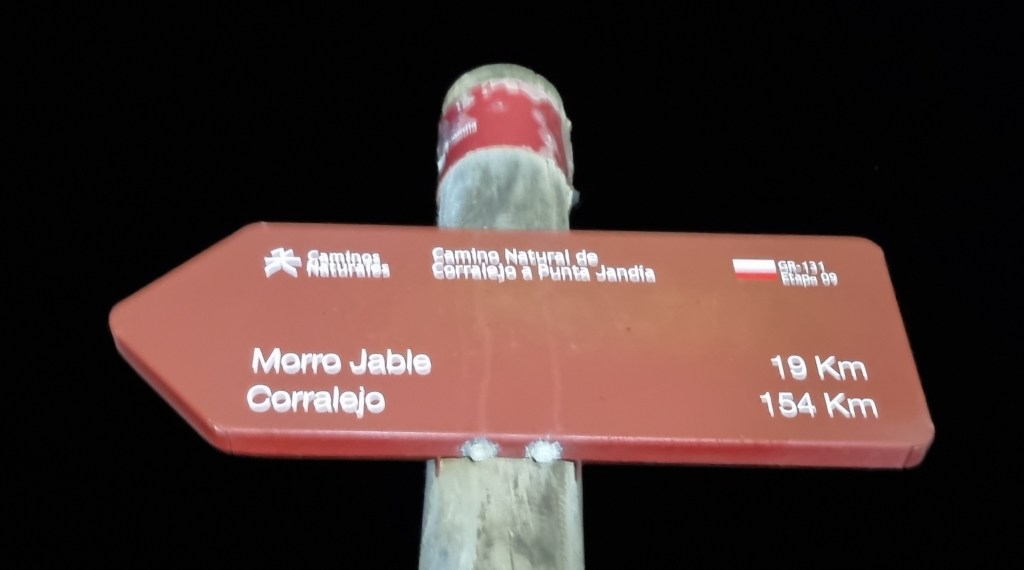 Caminos
Naturales
Camino Natural de
Corralejo a Punta Jandía
GR-131
Etapa 09
Morro Jable 19 Km
Corralejo 154 Km